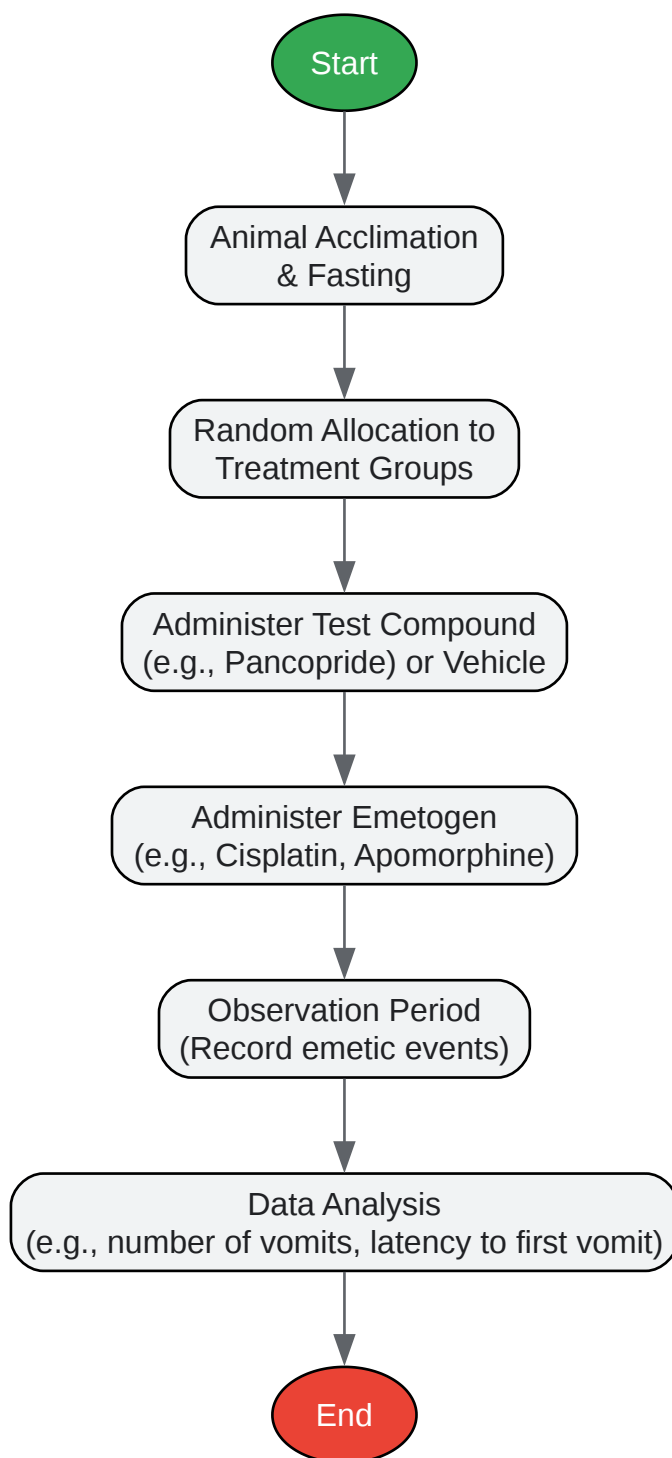 Start
Animal Acclimation
& Fasting
Random Allocation to
Treatment Groups
Administer Test Compound
(e.g., Pancopride) or Vehicle
Administer Emetogen
(e.g., Cisplatin, Apomorphine)
Observation Period
(Record emetic events)
Data Analysis
(e.g., number of vomits, latency to first vomit)
End